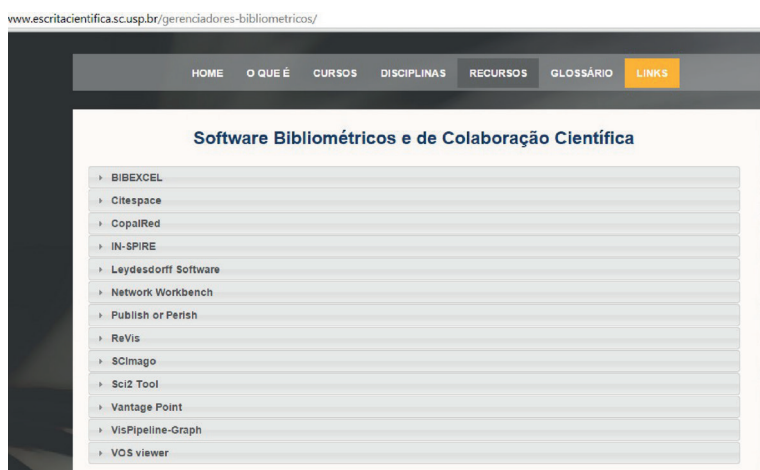 www.escritacientifica.sc.usp.br/gerenciadores-bibliometricos/
HOME O QUE É CURSOS DISCIPLINAS RECURSOS GLOSSÁRIO LINKS
Software Bibliométricos e de Colaboração Científica
BIBEXCEL
Citespace
CopalRed
IN-SPIRE
Leydesdorff Software
Network Workbench
Publish or Perish
ReVis
SCImago
Sci2 Tool
Vantage Point
VisPipeline-Graph
VOS viewer